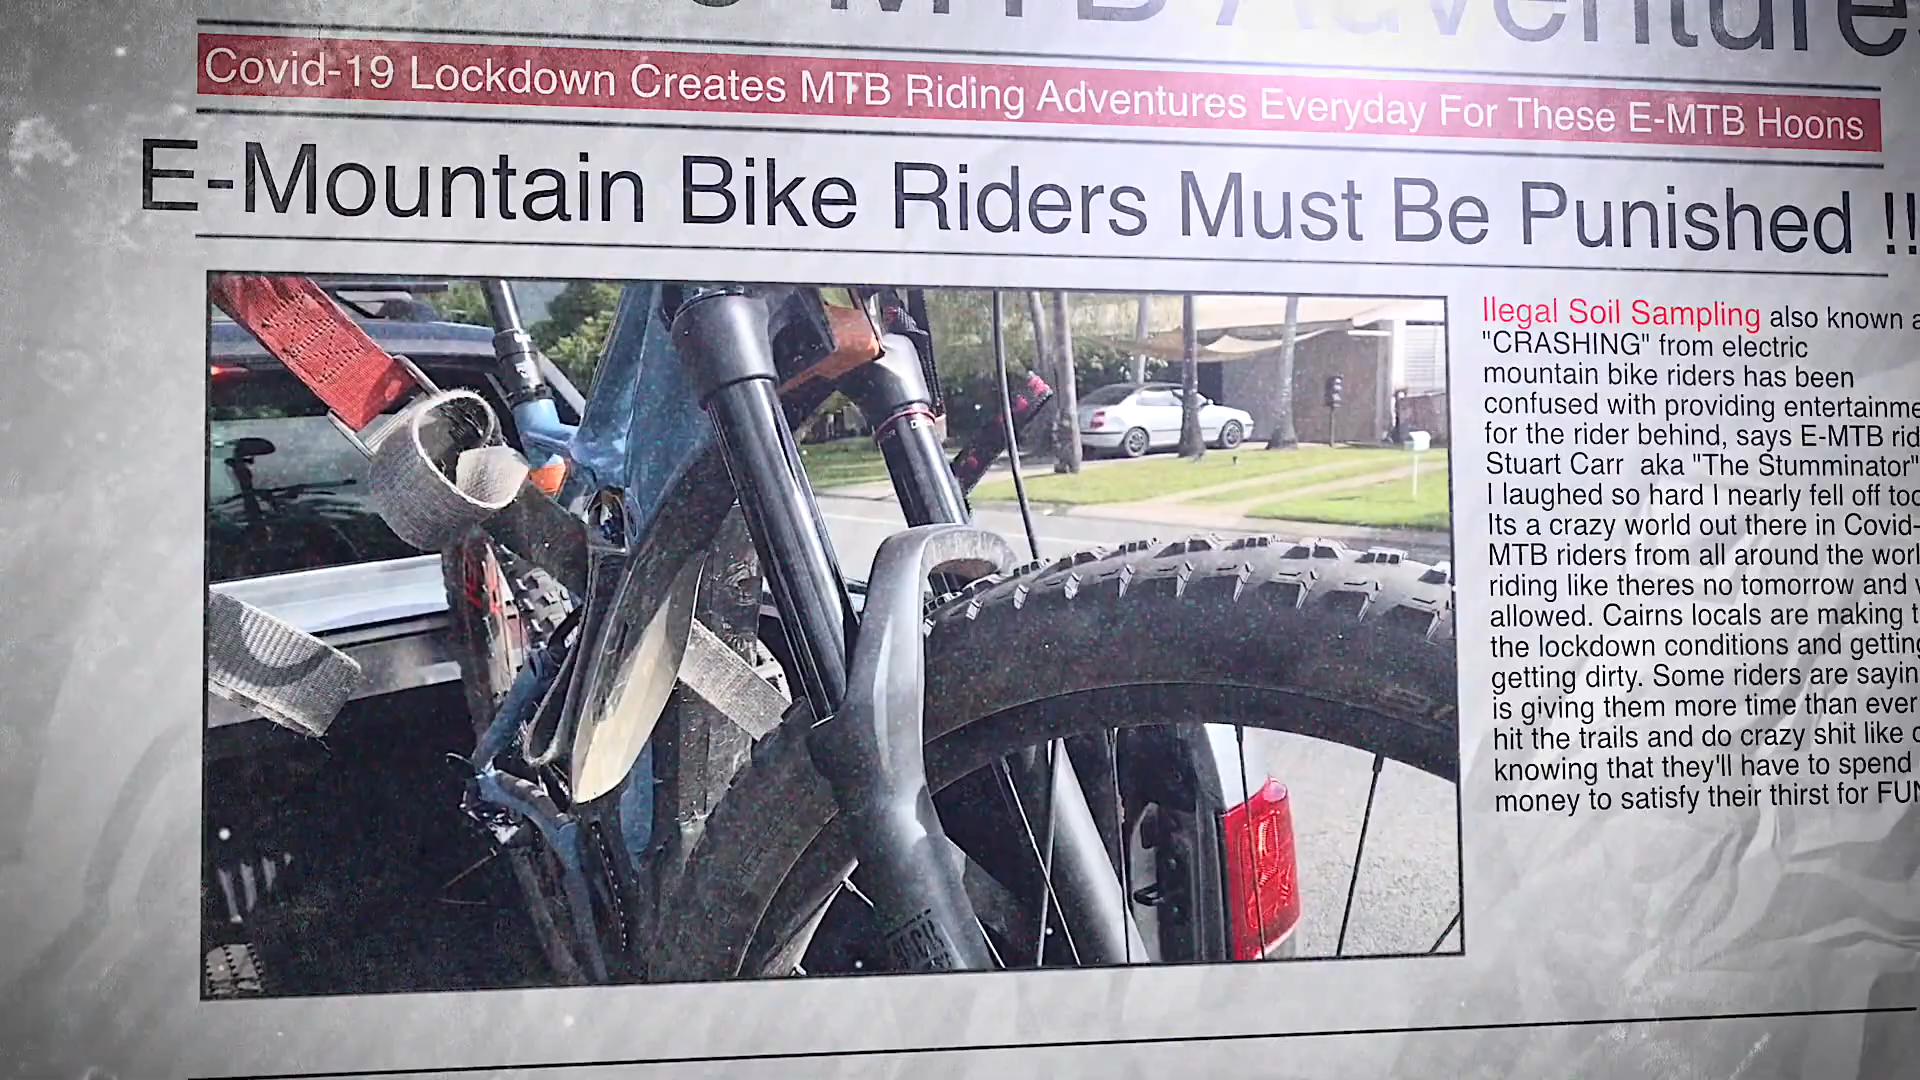 MTB Adventure
Covid-19 Lockdown Creates MTB Riding Adventures Everyday For These E-MTB Hoons
E-Mountain Bike Riders Must Be Punished !!
Ilegal Soil Sampling also known
"CRASHING" from electric
mountain bike riders has been
confused with providing
for the rider behind, says E-MTB
Stuart Carr aka "The Stumminator"
I laughed so hard I nearly fell off
Its a crazy world out there in Covid-
MTB riders from all around the
riding like theres no tomorrow and
allowed. Cairns locals are making
the lockdown conditions and getting
getting dirty. Some riders are
is giving them more time than ever
hit the trails and do crazy shit like
knowing that they'll have to spend
money to satisfy their thirst for